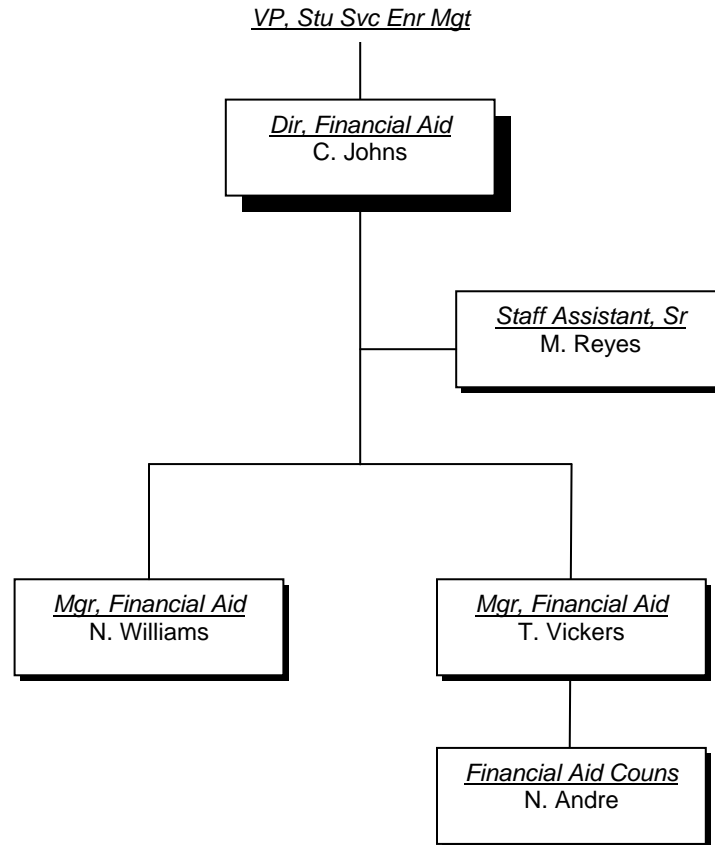 VP, Stu Svc Enr Mgt
Dir, Financial Aid
C. Johns
Staff Assistant, Sr
M. Reyes
Mgr, Financial Aid
N. Williams
Mgr, Financial Aid
T. Vickers
Financial Aid Couns
N. Andre